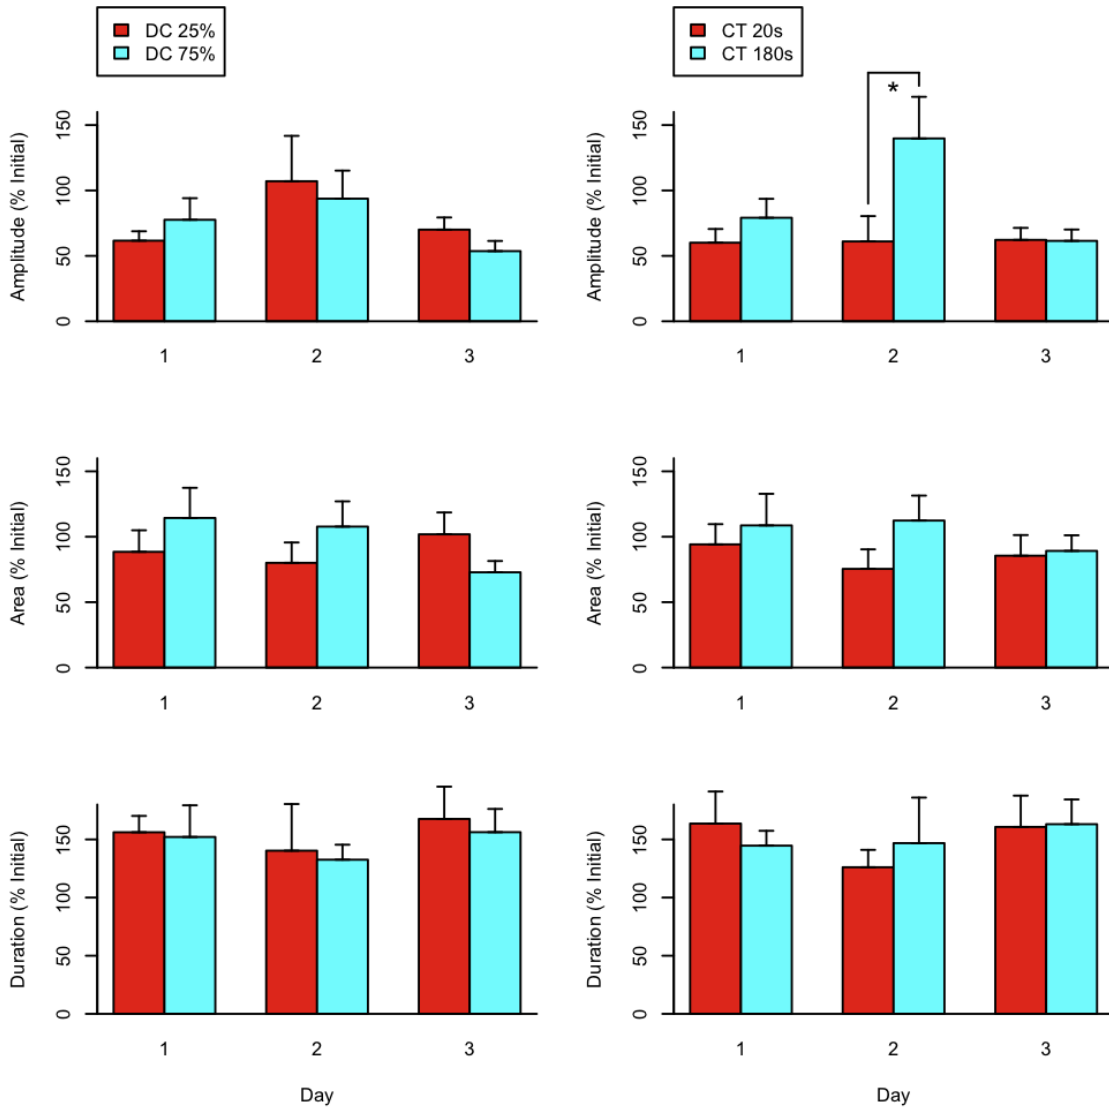 DC 25%
DC 75%
Amplitude (% Initial)
0 50 100 150
1 2 3
CT 20s
CT 180s
*
Amplitude (% Initial)
0 50 100 150
1 2 3
Area (% Initial)
0 50 100 150
1 2 3
Area (% Initial)
0 50 100 150
1 2 3
Duration (% Initial)
0 50 100 150
1 2 3
Day
Duration (% Initial)
0 50 100 150
1 2 3
Day